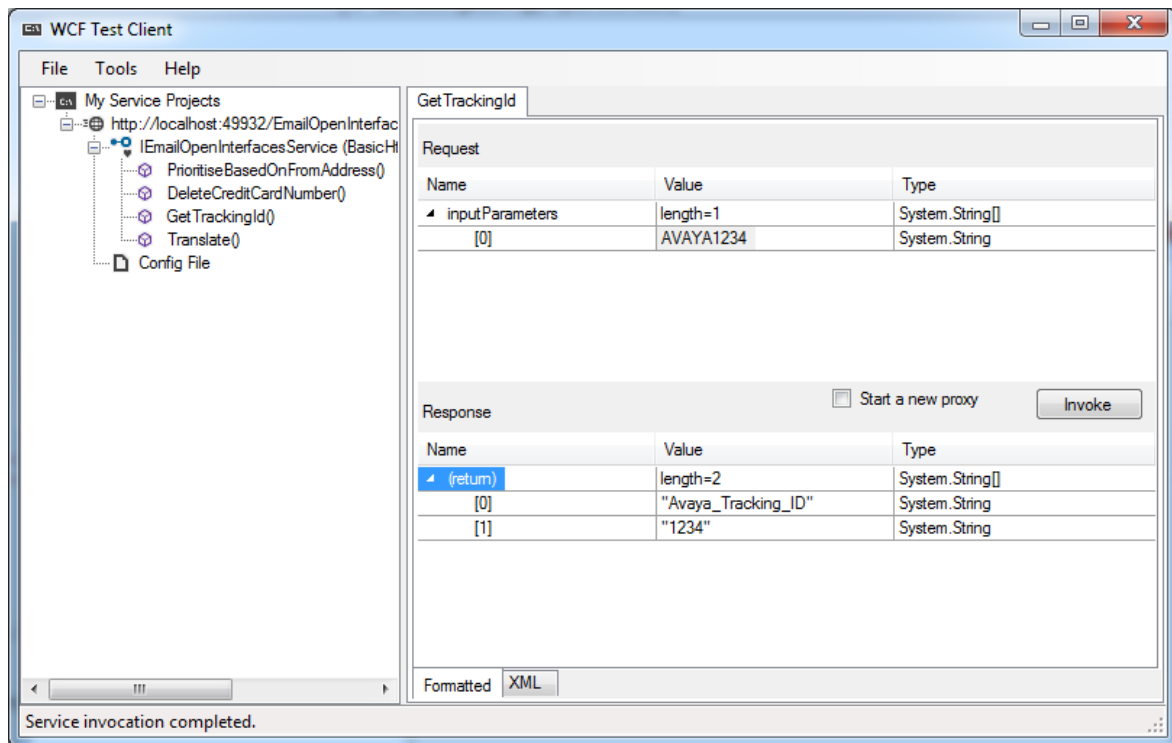 WCF Test Client
File Tools Help
My Service Projects
http://localhost:49932/EmailOpenInterfac
IEmailOpenInterfacesService (BasicHt
PrioritiseBasedOnFromAddress()
DeleteCreditCardNumber()
GetTrackingId()
Translate()
Config File
GetTrackingId
Request
Name Value Type
inputParameters length=1 System.String[]
[0] AVAYA1234 System.String
Response Start a new proxy Invoke
Name Value Type
(return) length=2 System.String[]
[0] "Avaya_Tracking_ID" System.String
[1] "1234" System.String
Formatted XML
Service invocation completed.